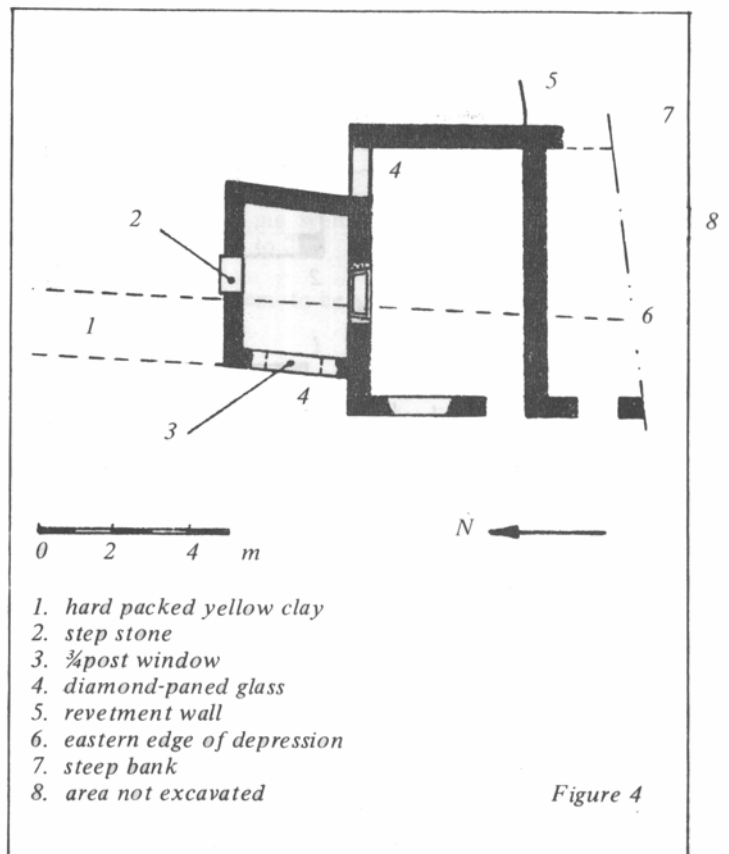 5
7
4
2
8
1
6
4
3
N
0 2 4 m
1. hard packed yellow clay
2. step stone
3. ¾post window
4. diamond-paned glass
5. revetment wall
6. eastern edge of depression
7. steep bank
8. area not excavated
Figure 4